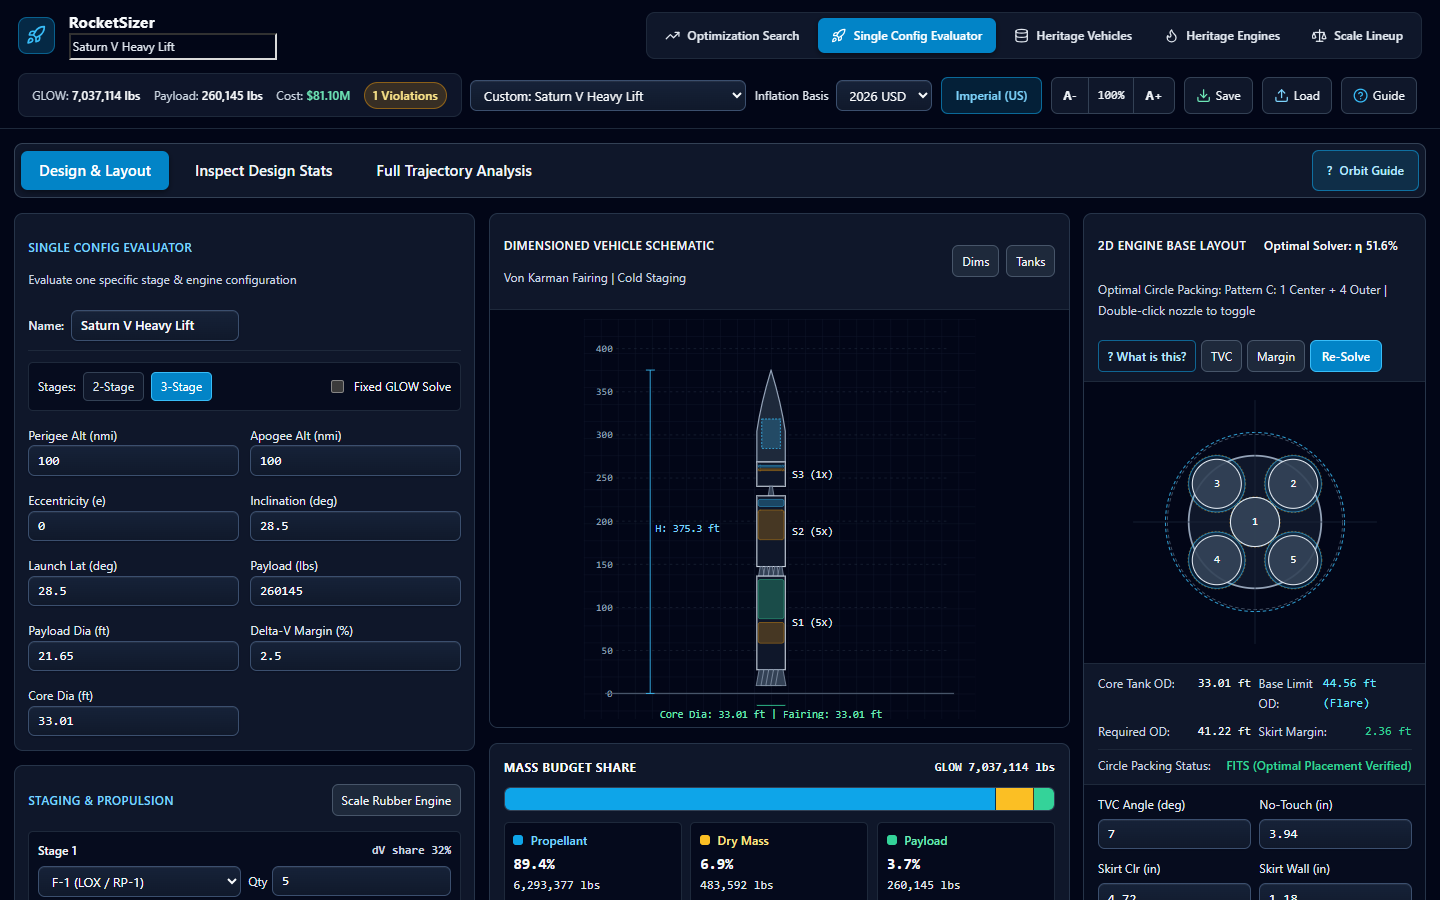 RocketSizer
Saturn V Heavy Lift
Optimization Search
Single Config Evaluator
Heritage Vehicles
Heritage Engines
Scale Lineup
GLOW: 7,037,114 lbs
Payload: 260,145 lbs
Cost: $81.10M
1 Violations
Custom: Saturn V Heavy Lift
Inflation Basis
2026 USD
Imperial (US)
A-
100%
A+
Save
Load
Guide
Design & Layout
Inspect Design Stats
Full Trajectory Analysis
? Orbit Guide
SINGLE CONFIG EVALUATOR
Evaluate one specific stage & engine configuration
Name: Saturn V Heavy Lift
Stages: 2-Stage 3-Stage
Fixed GLOW Solve
Perigee Alt (nmi)
100
Apogee Alt (nmi)
100
Eccentricity (e)
0
Inclination (deg)
28.5
Launch Lat (deg)
28.5
Payload (lbs)
260145
Payload Dia (ft)
21.65
Delta-V Margin (%)
2.5
Core Dia (ft)
33.01
STAGING & PROPULSION
Scale Rubber Engine
Stage 1
dV share 32%
F-1 (LOX / RP-1)
Qty 5
DIMENSIONED VEHICLE SCHEMATIC
Von Karman Fairing | Cold Staging
Dims
Tanks
400
350
300
250
200
150
100
50
0
H: 375.3 ft
S3 (1x)
S2 (5x)
S1 (5x)
Core Dia: 33.01 ft | Fairing: 33.01 ft
MASS BUDGET SHARE
GLOW 7,037,114 lbs
Propellant
89.4%
6,293,377 lbs
Dry Mass
6.9%
483,592 lbs
Payload
3.7%
260,145 lbs
2D ENGINE BASE LAYOUT
Optimal Solver: η 51.6%
Optimal Circle Packing: Pattern C: 1 Center + 4 Outer |
Double-click nozzle to toggle
? What is this?
TVC
Margin
Re-Solve
3
2
1
4
5
Core Tank OD: 33.01 ft
Base Limit OD: 44.56 ft (Flare)
Required OD: 41.22 ft
Skirt Margin: 2.36 ft
Circle Packing Status: FITS (Optimal Placement Verified)
TVC Angle (deg)
7
No-Touch (in)
3.94
Skirt Clr (in)
4.72
Skirt Wall (in)
1.18